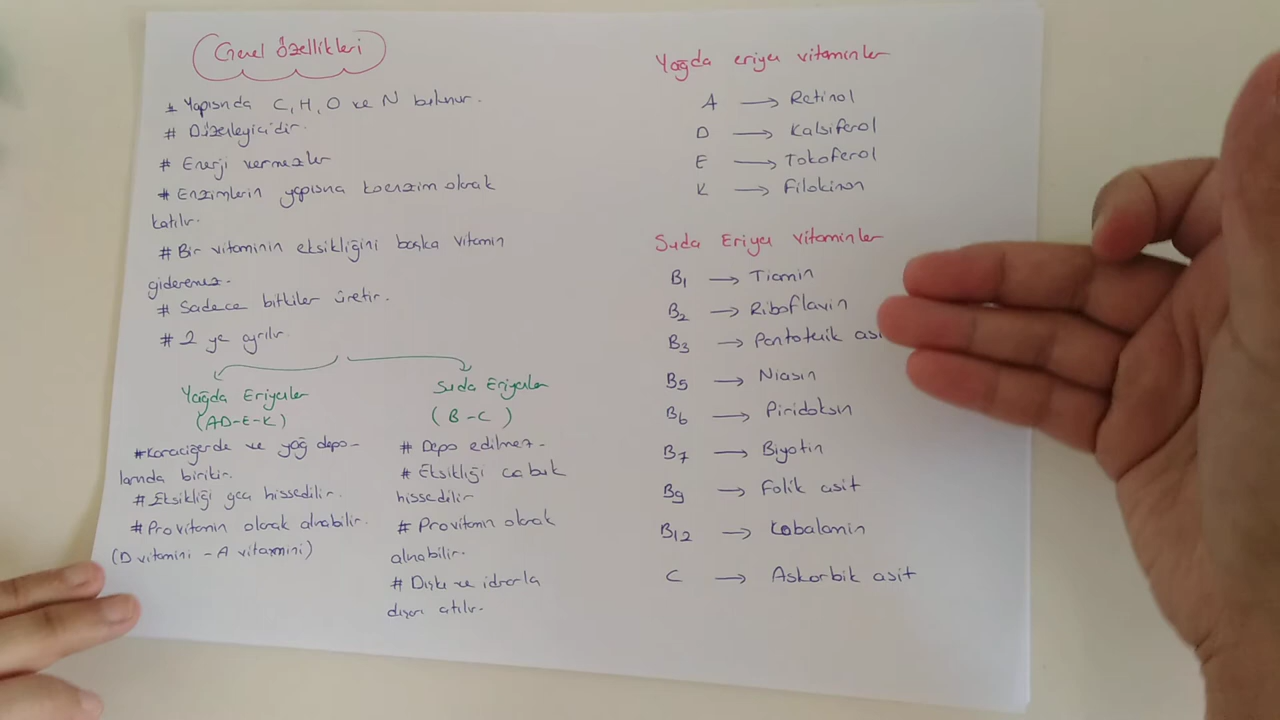 Genel özellikleri
# Yapısında C, H, O ve N bulunur.
# Düzenleyicidir.
# Enerji vermezler
# Enzimlerin yapısına koenzim olarak
katılır.
# Bir vitaminin eksikliğini başka vitamin
gideremez.
# Sadece bitkiler üretir.
# 2 ye ayrılır.
Yağda Eriyenler
(A-D-E-K)
# Karaciğerde ve yağ depo-
larında birikir.
# Eksikliği geç hissedilir.
# Provitamin olarak alınabilir.
(D vitamini - A vitamini)
Suda Eriyenler
(B-C)
# Depo edilmez.
# Eksikliği çabuk
hissedilir
# Provitamin olarak
alınabilir.
# Dışkı ve idrarla
dışarı atılır.
Yağda eriyen vitaminler
A → Retinol
D → Kalsiferol
E → Tokoferol
K → Filokinon
Suda Eriyen vitaminler
B1 → Tiamin
B2 → Riboflavin
B3 → Pantotenik asi
B5 → Niasin
B6 → Piridoksin
B7 → Biyotin
B9 → Folik asit
B12 → Kobalamin
C → Askorbik asit